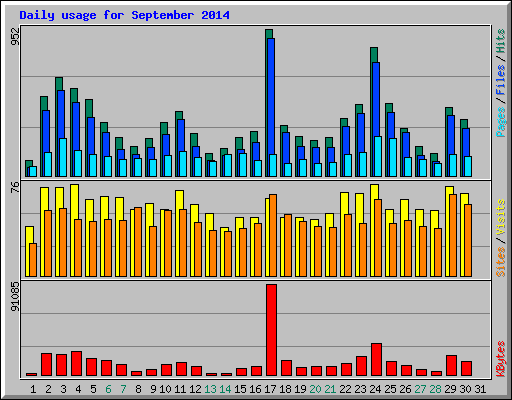 Daily usage for September 2014
952
Pages / Files / Hits
76
Sites / Visits
91085
KBytes
1 2 3 4 5 6 7 8 9 10 11 12 13 14 15 16 17 18 19 20 21 22 23 24 25 26 27 28 29 30 31